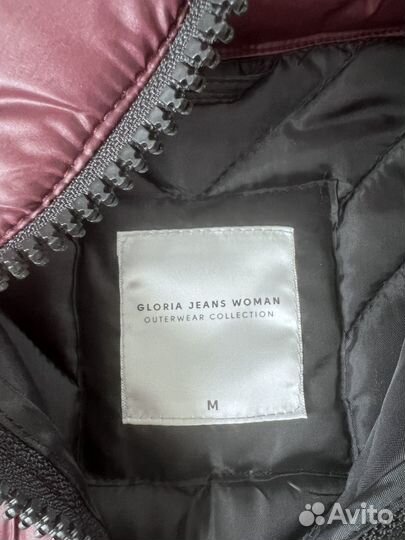 GLORIA JEANS WOMAN
OUTERWEAR COLLECTION
M
Avito